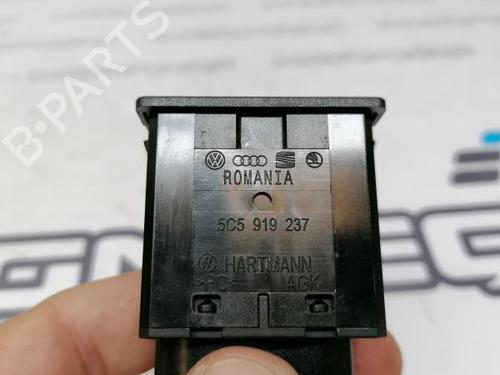 B-PARTS
ROMANIA
5C5 919 237
HARTMANN
>PC< AGK